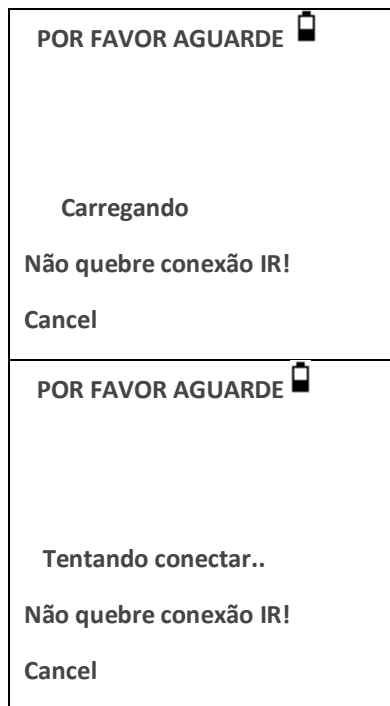 POR FAVOR AGUARDE
Carregando
Não quebre conexão IR!
Cancel
POR FAVOR AGUARDE
Tentando conectar..
Não quebre conexão IR!
Cancel